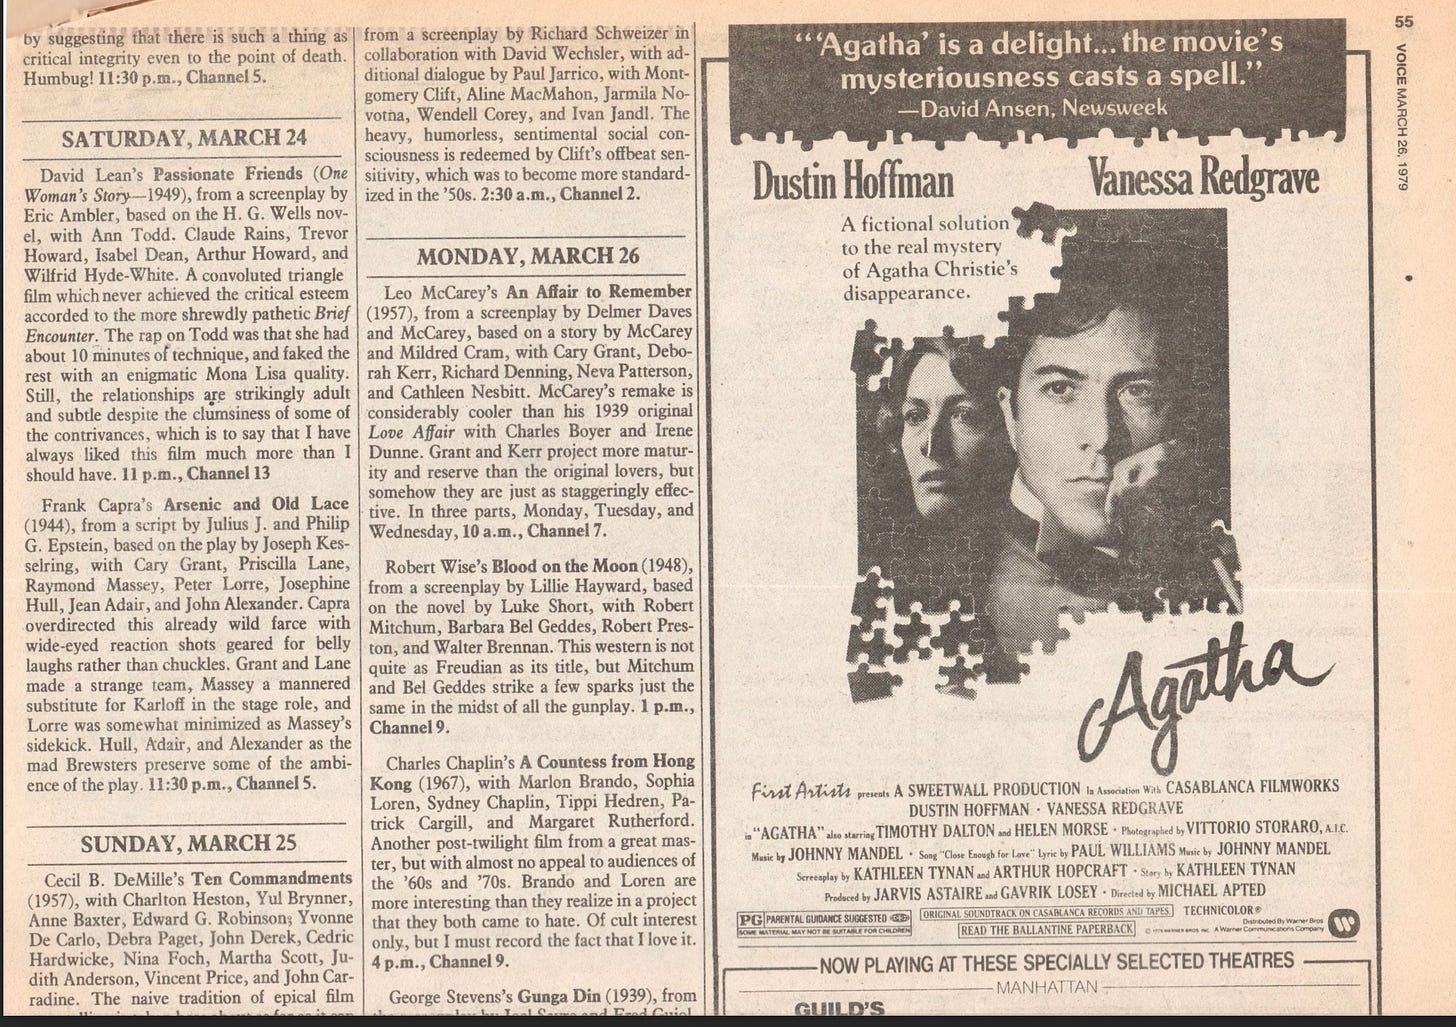 by suggesting that there is such a thing as
critical integrity even to the point of death.
Humbug! 11:30 p.m., Channel 5.
SATURDAY, MARCH 24
David Lean's Passionate Friends (One
Woman's Story—1949), from a screenplay by
Eric Ambler, based on the H. G. Wells nov-
el, with Ann Todd. Claude Rains, Trevor
Howard, Isabel Dean, Arthur Howard, and
Wilfrid Hyde-White. A convoluted triangle
film which never achieved the critical esteem
accorded to the more shrewdly pathetic Brief
Encounter. The rap on Todd was that she had
about 10 minutes of technique, and faked the
rest with an enigmatic Mona Lisa quality.
Still, the relationships are strikingly adult
and subtle despite the clumsiness of some of
the contrivances, which is to say that I have
always liked this film much more than I
should have. 11 p.m., Channel 13
Frank Capra's Arsenic and Old Lace
(1944), from a script by Julius J. and Philip
G. Epstein, based on the play by Joseph Kes-
selring, with Cary Grant, Priscilla Lane,
Raymond Massey, Peter Lorre, Josephine
Hull, Jean Adair, and John Alexander. Capra
overdirected this already wild farce with
wide-eyed reaction shots geared for belly
laughs rather than chuckles. Grant and Lane
made a strange team, Massey a mannered
substitute for Karloff in the stage role, and
Lorre was somewhat minimized as Massey's
sidekick. Hull, Adair, and Alexander as the
mad Brewsters preserve some of the ambi-
ence of the play. 11:30 p.m., Channel 5.
SUNDAY, MARCH 25
Cecil B. DeMille's Ten Commandments
(1957), with Charlton Heston, Yul Brynner,
Anne Baxter, Edward G. Robinson, Yvonne
De Carlo, Debra Paget, John Derek, Cedric
Hardwicke, Nina Foch, Martha Scott, Ju-
dith Anderson, Vincent Price, and John Car-
radine. The naive tradition of epical film
from a screenplay by Richard Schweizer in
collaboration with David Wechsler, with ad-
ditional dialogue by Paul Jarrico, with Mont-
gomery Clift, Aline MacMahon, Jarmila No-
votna, Wendell Corey, and Ivan Jandl. The
heavy, humorless, sentimental social con-
sciousness is redeemed by Clift's offbeat sen-
sitivity, which was to become more standard-
ized in the '50s. 2:30 a.m., Channel 2.
MONDAY, MARCH 26
Leo McCarey's An Affair to Remember
(1957), from a screenplay by Delmer Daves
and McCarey, based on a story by McCarey
and Mildred Cram, with Cary Grant, Debo-
rah Kerr, Richard Denning, Neva Patterson,
and Cathleen Nesbitt. McCarey's remake is
considerably cooler than his 1939 original
Love Affair with Charles Boyer and Irene
Dunne. Grant and Kerr project more matur-
ity and reserve than the original lovers, but
somehow they are just as staggeringly effec-
tive. In three parts, Monday, Tuesday, and
Wednesday, 10 a.m., Channel 7.
Robert Wise's Blood on the Moon (1948),
from a screenplay by Lillie Hayward, based
on the novel by Luke Short, with Robert
Mitchum, Barbara Bel Geddes, Robert Pres-
ton, and Walter Brennan. This western is not
quite as Freudian as its title, but Mitchum
and Bel Geddes strike a few sparks just the
same in the midst of all the gunplay. 1 p.m.,
Channel 9.
Charles Chaplin's A Countess from Hong
Kong (1967), with Marlon Brando, Sophia
Loren, Sydney Chaplin, Tippi Hedren, Pa-
trick Cargill, and Margaret Rutherford.
Another post-twilight film from a great mas-
ter, but with almost no appeal to audiences of
the '60s and '70s. Brando and Loren are
more interesting than they realize in a project
that they both came to hate. Of cult interest
only, but I must record the fact that I love it.
4 p.m., Channel 9.
George Stevens's Gunga Din (1939), from
"'Agatha' is a delight... the movie's
mysteriousness casts a spell."
—David Ansen, Newsweek
Dustin Hoffman Vanessa Redgrave
A fictional solution
to the real mystery
of Agatha Christie's
disappearance.
Agatha
First Artists presents A SWEETWALL PRODUCTION In Association With CASABLANCA FILMWORKS
DUSTIN HOFFMAN · VANESSA REDGRAVE
in "AGATHA" also starring TIMOTHY DALTON and HELEN MORSE · Photographed by VITTORIO STORARO, A.I.C.
Music by JOHNNY MANDEL · Song "Close Enough for Love" Lyric by PAUL WILLIAMS Music by JOHNNY MANDEL
Screenplay by KATHLEEN TYNAN and ARTHUR HOPCRAFT · Story by KATHLEEN TYNAN
Produced by JARVIS ASTAIRE and GAVRIK LOSEY · Directed by MICHAEL APTED
PG PARENTAL GUIDANCE SUGGESTED
SOME MATERIAL MAY NOT BE SUITABLE FOR CHILDREN
ORIGINAL SOUNDTRACK ON CASABLANCA RECORDS AND TAPES. TECHNICOLOR®
READ THE BALLANTINE PAPERBACK
Distributed By Warner Bros
A Warner Communications Company
NOW PLAYING AT THESE SPECIALLY SELECTED THEATRES
MANHATTAN
GUILD'S
55
VOICE MARCH 26, 1979